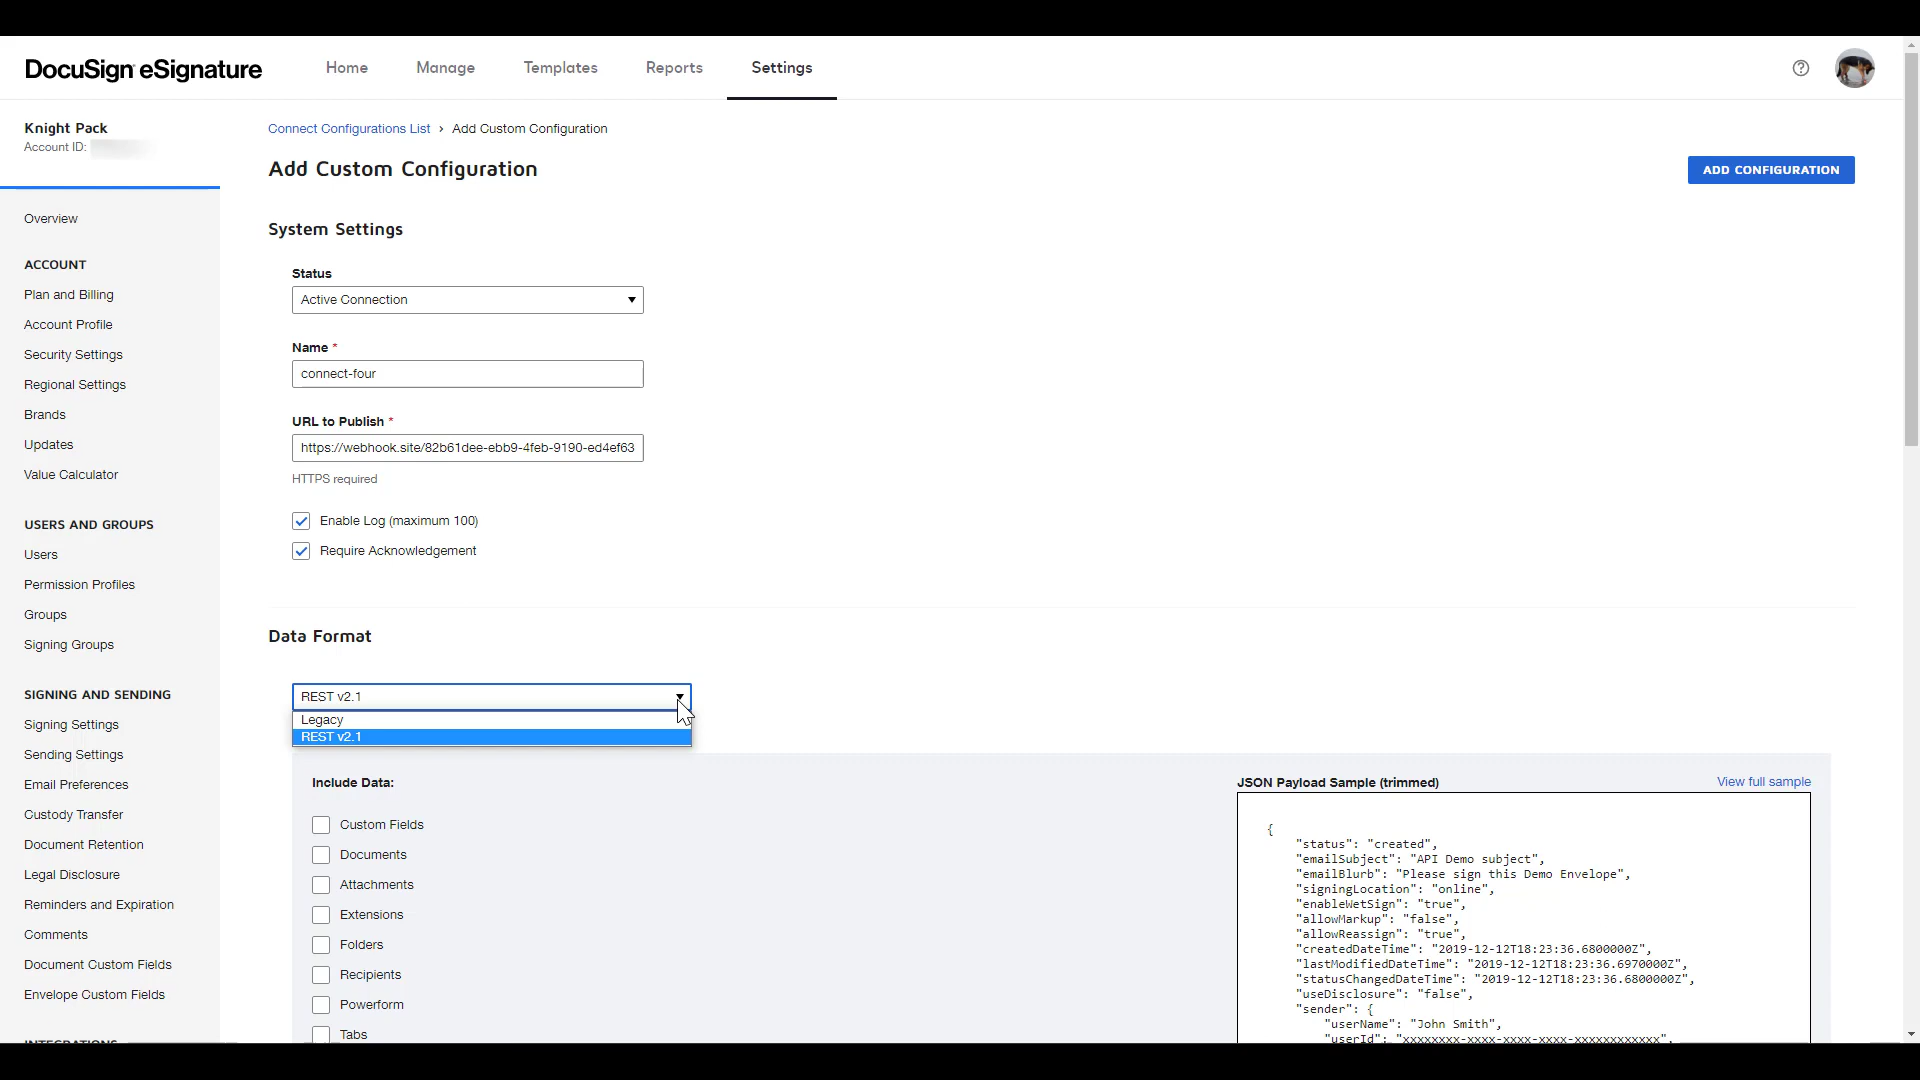 DocuSign eSignature
Home
Manage
Templates
Reports
Settings
Knight Pack
Account ID:
Overview
ACCOUNT
Plan and Billing
Account Profile
Security Settings
Regional Settings
Brands
Updates
Value Calculator
USERS AND GROUPS
Users
Permission Profiles
Groups
Signing Groups
SIGNING AND SENDING
Signing Settings
Sending Settings
Email Preferences
Custody Transfer
Document Retention
Legal Disclosure
Reminders and Expiration
Comments
Document Custom Fields
Envelope Custom Fields
INTEGRATIONS
Connect Configurations List › Add Custom Configuration
Add Custom Configuration
ADD CONFIGURATION
System Settings
Status
Active Connection
Name *
connect-four
URL to Publish *
https://webhook.site/82b61dee-ebb9-4feb-9190-ed4ef63
HTTPS required
Enable Log (maximum 100)
Require Acknowledgement
Data Format
REST v2.1
Legacy
REST v2.1
Include Data:
Custom Fields
Documents
Attachments
Extensions
Folders
Recipients
Powerform
Tabs
JSON Payload Sample (trimmed)
View full sample
{
"status": "created",
"emailSubject": "API Demo subject",
"emailBlurb": "Please sign this Demo Envelope",
"signingLocation": "online",
"enableWetSign": "true",
"allowMarkup": "false",
"allowReassign": "true",
"createdDateTime": "2019-12-12T18:23:36.6800000Z",
"lastModifiedDateTime": "2019-12-12T18:23:36.6970000Z",
"statusChangedDateTime": "2019-12-12T18:23:36.6800000Z",
"useDisclosure": "false",
"sender": {
"userName": "John Smith",
"userId": "xxxxxxxx-xxxx-xxxx-xxxx-xxxxxxxxxxxx",